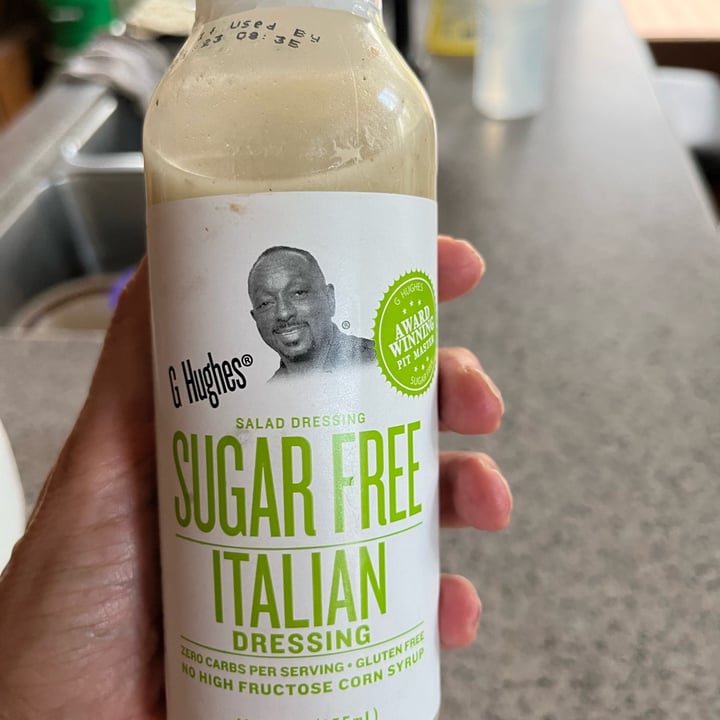 Used By
23 08:35
G HUGHES
AWARD
WINNING
PIT MASTER
SUGAR
G Hughes®
®
SALAD DRESSING
SUGAR FREE
ITALIAN
DRESSING
ZERO CARBS PER SERVING • GLUTEN FREE
NO HIGH FRUCTOSE CORN SYRUP